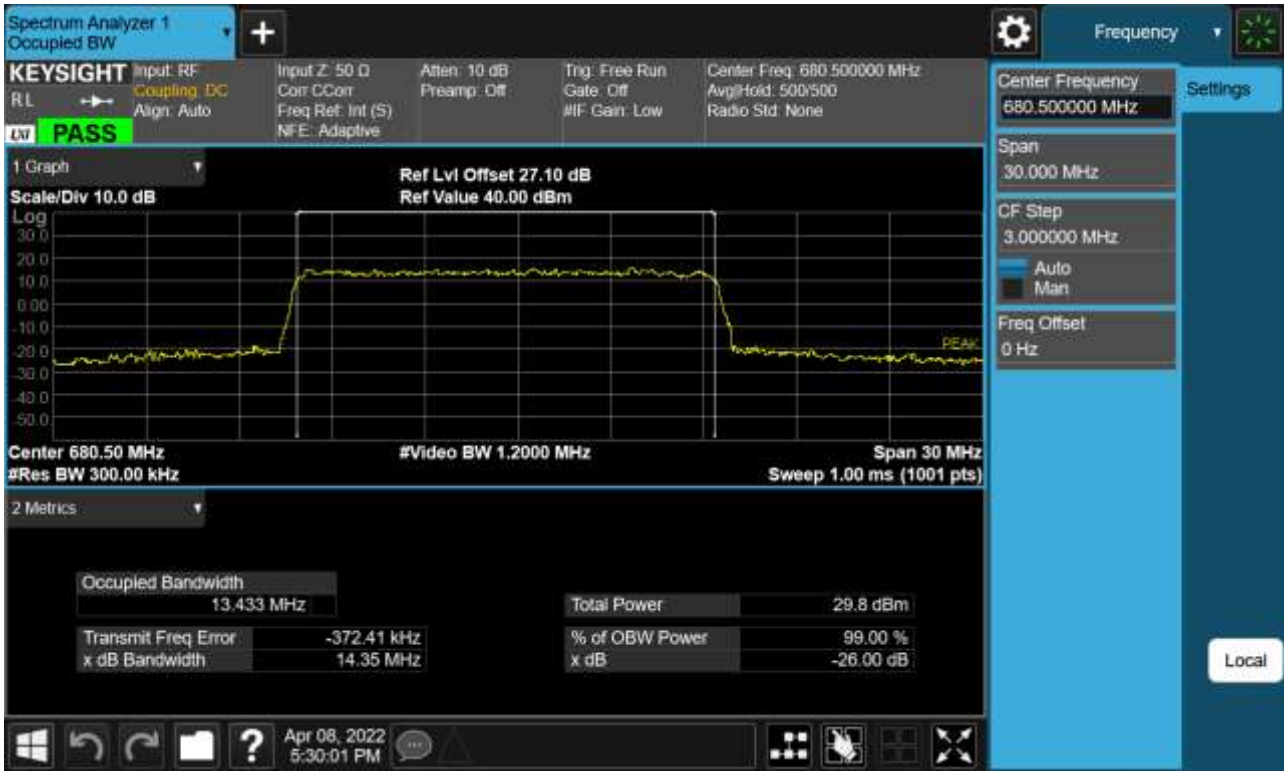 Spectrum Analyzer 1
Occupied BW
+
Frequency
KEYSIGHT
RL
LXI
PASS
Input: RF
Coupling: DC
Align: Auto
Input Z: 50 Ω
Corr CCorr
Freq Ref: Int (S)
NFE: Adaptive
Atten: 10 dB
Preamp: Off
Trig: Free Run
Gate: Off
#IF Gain: Low
Center Freq: 680.500000 MHz
Avg|Hold: 500/500
Radio Std: None
Center Frequency
680.500000 MHz
Settings
Span
30.000 MHz
CF Step
3.000000 MHz
Auto
Man
Freq Offset
0 Hz
Local
1 Graph
Scale/Div 10.0 dB
Ref Lvl Offset 27.10 dB
Ref Value 40.00 dBm
Log
30.0
20.0
10.0
0.00
-10.0
-20.0
-30.0
-40.0
-50.0
PEAK
Center 680.50 MHz
#Video BW 1.2000 MHz
Span 30 MHz
#Res BW 300.00 kHz
Sweep 1.00 ms (1001 pts)
2 Metrics
Occupied Bandwidth
13.433 MHz
Total Power 29.8 dBm
Transmit Freq Error -372.41 kHz
% of OBW Power 99.00 %
x dB Bandwidth 14.35 MHz
x dB -26.00 dB
?
Apr 08, 2022
5:30:01 PM